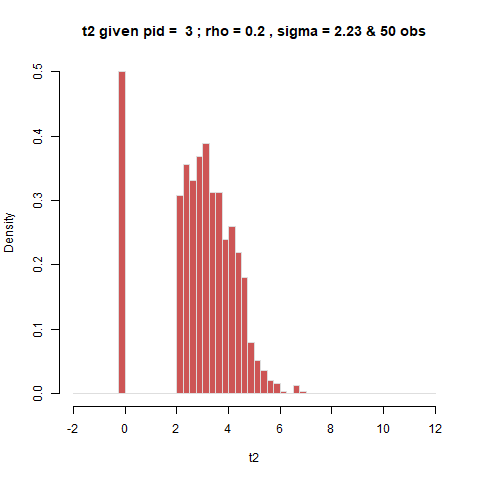 t2 given pid =  3 ; rho = 0.2 , sigma = 2.23 & 50 obs
Density
0.5
0.4
0.3
0.2
0.1
0.0
-2 0 2 4 6 8 10 12
t2